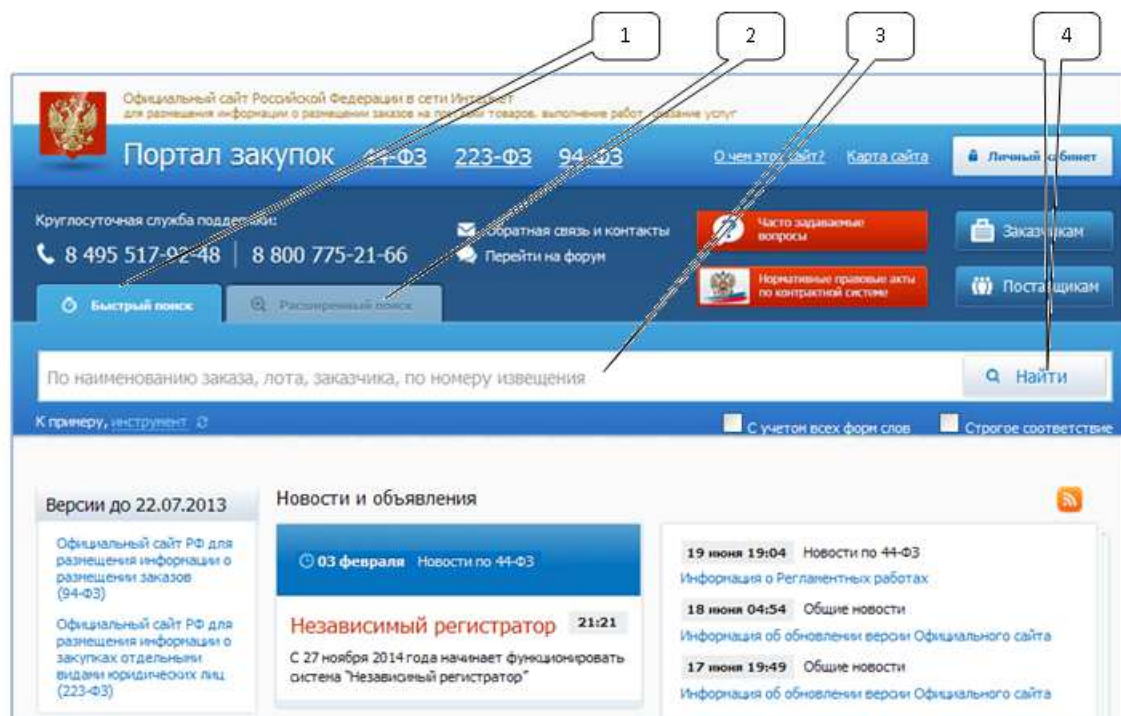 1 2 3 4
Официальный сайт Российской Федерации в сети Интернет
для размещения информации о размещении заказов на поставки товаров, выполнение работ, оказание услуг
Портал закупок 44-ФЗ 223-ФЗ 94-ФЗ О чем этот сайт? Карта сайта Личный кабинет
Круглосуточная служба поддержки:
8 495 517-92-48 8 800 775-21-66
Обратная связь и контакты
Перейти на форум
Часто задаваемые
вопросы
Нормативные правовые акты
по контрактной системе
Заказчикам
Поставщикам
Быстрый поиск Расширенный поиск
По наименованию заказа, лота, заказчика, по номеру извещения Найти
К примеру, инструмент С учетом всех форм слов Строгое соответствие
Версии до 22.07.2013
Официальный сайт РФ для
размещения информации о
размещении заказов
(94-ФЗ)
Официальный сайт РФ для
размещения информации о
закупках отдельными
видами юридических лиц
(223-ФЗ)
Новости и объявления
03 февраля Новости по 44-ФЗ
Независимый регистратор 21:21
С 27 ноября 2014 года начинает функционировать
система "Независимый регистратор"
19 июня 19:04 Новости по 44-ФЗ
Информация о Регламентных работах
18 июня 04:54 Общие новости
Информация об обновлении версии Официального сайта
17 июня 19:49 Общие новости
Информация об обновлении версии Официального сайта